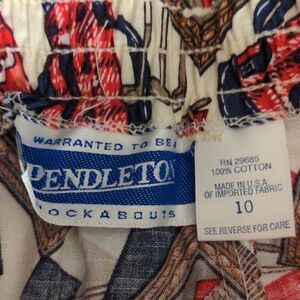 WARRANTED TO BE
PENDLETON
KNOCKABOUTS
RN 29685
100% COTTON
MADE IN U.S.A.
OF IMPORTED FABRIC
10
SEE REVERSE FOR CARE